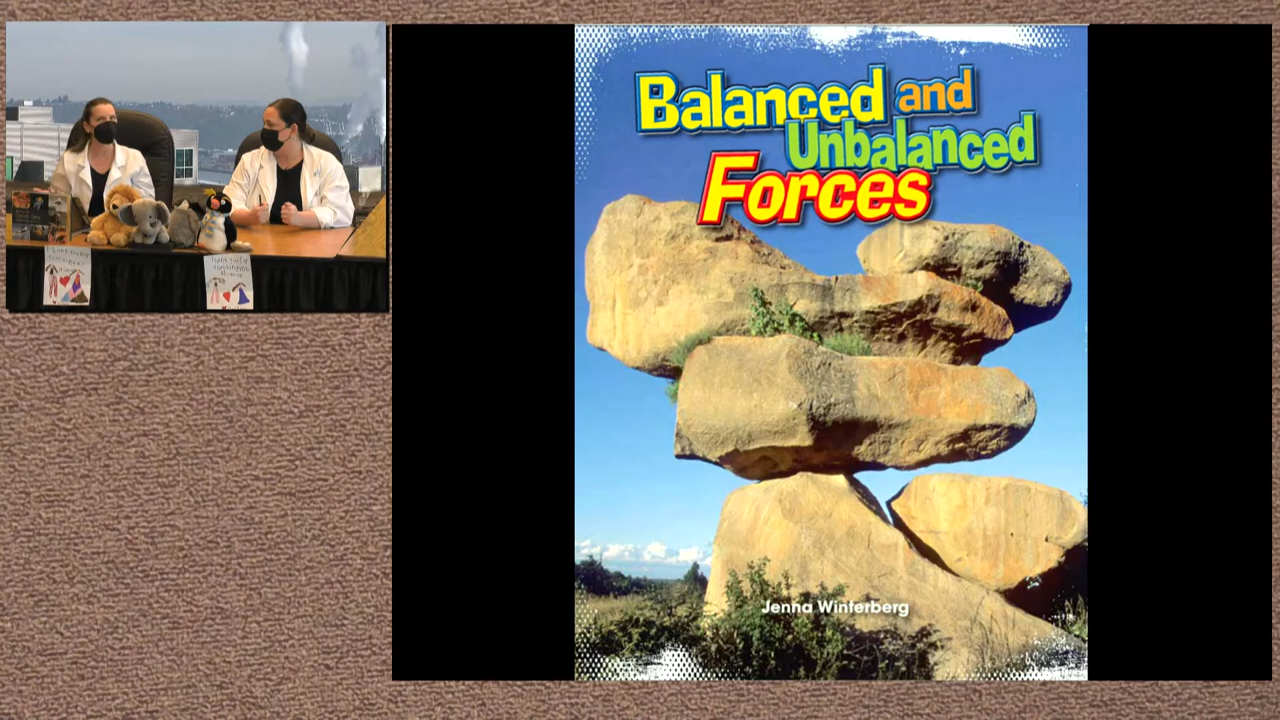 Balanced and
Unbalanced
Forces
Jenna Winterberg